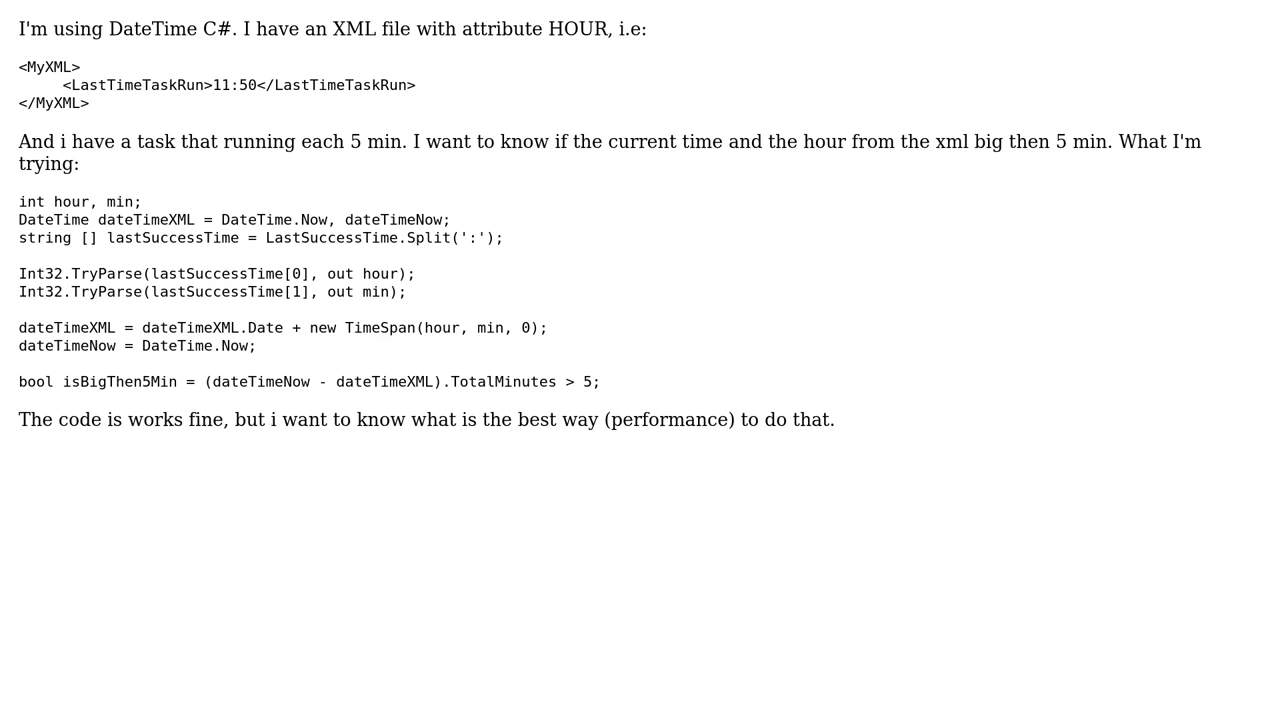 I'm using DateTime C#. I have an XML file with attribute HOUR, i.e:
<MyXML>
     <LastTimeTaskRun>11:50</LastTimeTaskRun>
</MyXML>
And i have a task that running each 5 min. I want to know if the current time and the hour from the xml big then 5 min. What I'm
trying:
int hour, min;
DateTime dateTimeXML = DateTime.Now, dateTimeNow;
string [] lastSuccessTime = LastSuccessTime.Split(':');
Int32.TryParse(lastSuccessTime[0], out hour);
Int32.TryParse(lastSuccessTime[1], out min);
dateTimeXML = dateTimeXML.Date + new TimeSpan(hour, min, 0);
dateTimeNow = DateTime.Now;
bool isBigThen5Min = (dateTimeNow - dateTimeXML).TotalMinutes > 5;
The code is works fine, but i want to know what is the best way (performance) to do that.